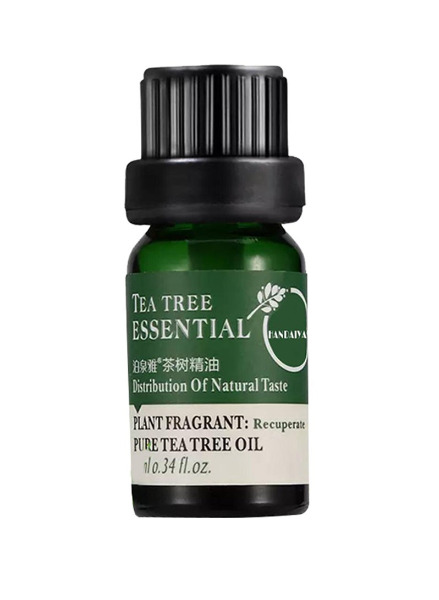 TEA TREE
ESSENTIAL
HANDAIYAN
泊泉雅®茶树精油
Distribution Of Natural Taste
PLANT FRAGRANT: Recuperate
PURE TEA TREE OIL
0.34 fl.oz.